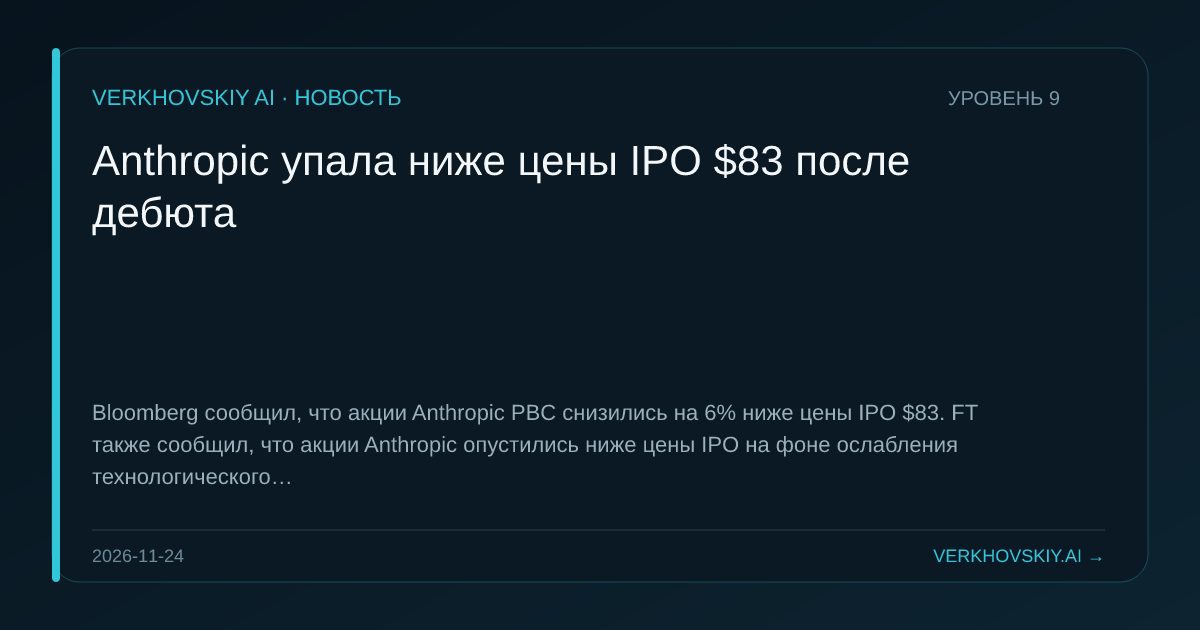 VERKHOVSKIY AI · НОВОСТЬ
УРОВЕНЬ 9
Anthropic упала ниже цены IPO $83 после
дебюта
Bloomberg сообщил, что акции Anthropic PBC снизились на 6% ниже цены IPO $83. FT
также сообщил, что акции Anthropic опустились ниже цены IPO на фоне ослабления
технологического…
2026-11-24
VERKHOVSKIY.AI →